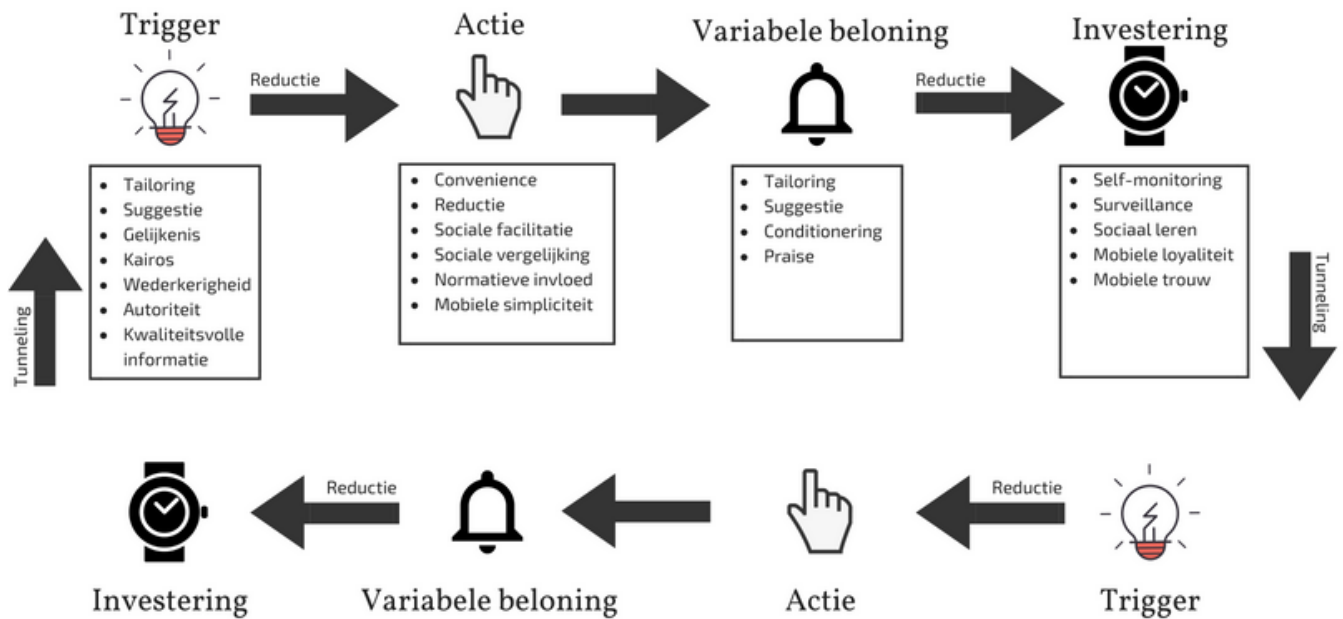 Trigger
Actie
Variabele beloning
Investering
Reductie
Reductie
• Tailoring
• Suggestie
• Gelijkenis
• Kairos
• Wederkerigheid
• Autoriteit
• Kwaliteitsvolle
informatie
• Convenience
• Reductie
• Sociale facilitatie
• Sociale vergelijking
• Normatieve invloed
• Mobiele simpliciteit
• Tailoring
• Suggestie
• Conditionering
• Praise
• Self-monitoring
• Surveillance
• Sociaal leren
• Mobiele loyaliteit
• Mobiele trouw
Tunneling
Tunneling
Reductie
Reductie
Investering
Variabele beloning
Actie
Trigger